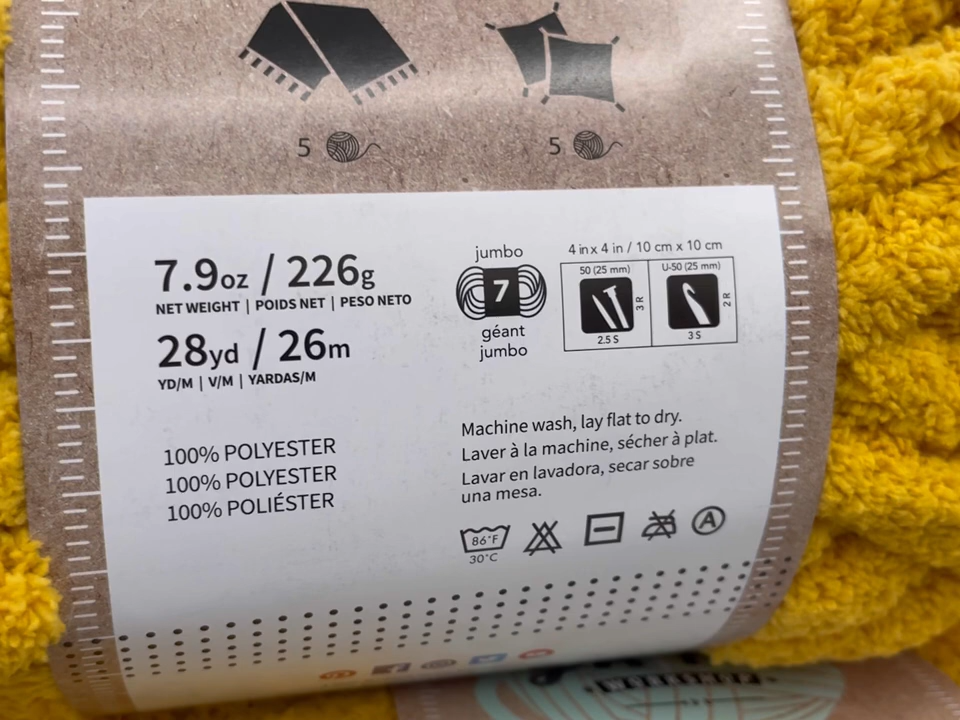 5
5
7.9oz / 226g
NET WEIGHT | POIDS NET | PESO NETO
28yd / 26m
YD/M | V/M | YARDAS/M
100% POLYESTER
100% POLYESTER
100% POLIÉSTER
jumbo
7
géant
jumbo
4 in x 4 in / 10 cm x 10 cm
50 (25 mm)
3 R
2.5 S
U-50 (25 mm)
2 R
3 S
Machine wash, lay flat to dry.
Laver à la machine, sécher à plat.
Lavar en lavadora, secar sobre
una mesa.
86°F
30°C
A